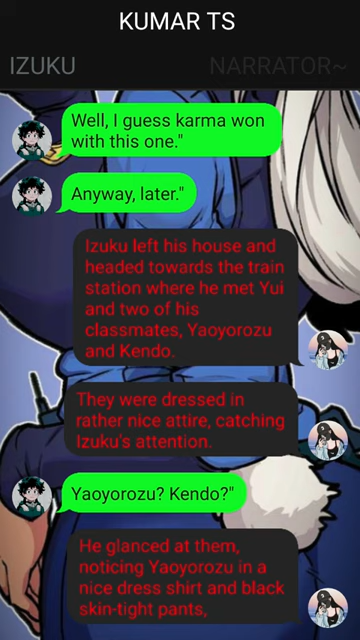 KUMAR TS
IZUKU
NARRATOR~
Well, I guess karma won
with this one."
Anyway, later."
Izuku left his house and
headed towards the train
station where he met Yui
and two of his
classmates, Yaoyorozu
and Kendo.
They were dressed in
rather nice attire, catching
Izuku's attention.
Yaoyorozu? Kendo?"
He glanced at them,
noticing Yaoyorozu in a
nice dress shirt and black
skin-tight pants,